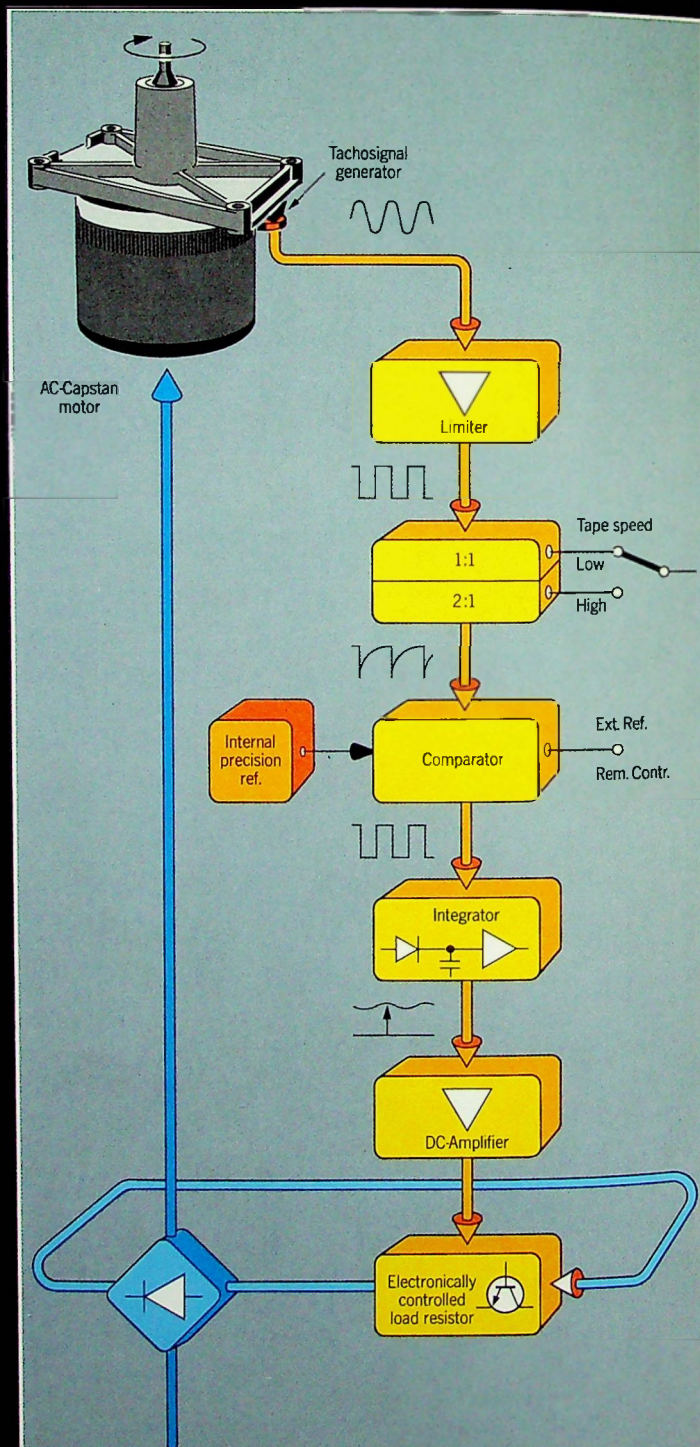 Tachosignal
generator
AC-Capstan
motor
Limiter
Tape speed
1:1
Low
2:1
High
Internal
precision
ref.
Comparator
Ext. Ref.
Rem. Contr.
Integrator
DC-Amplifier
Electronically
controlled
load resistor